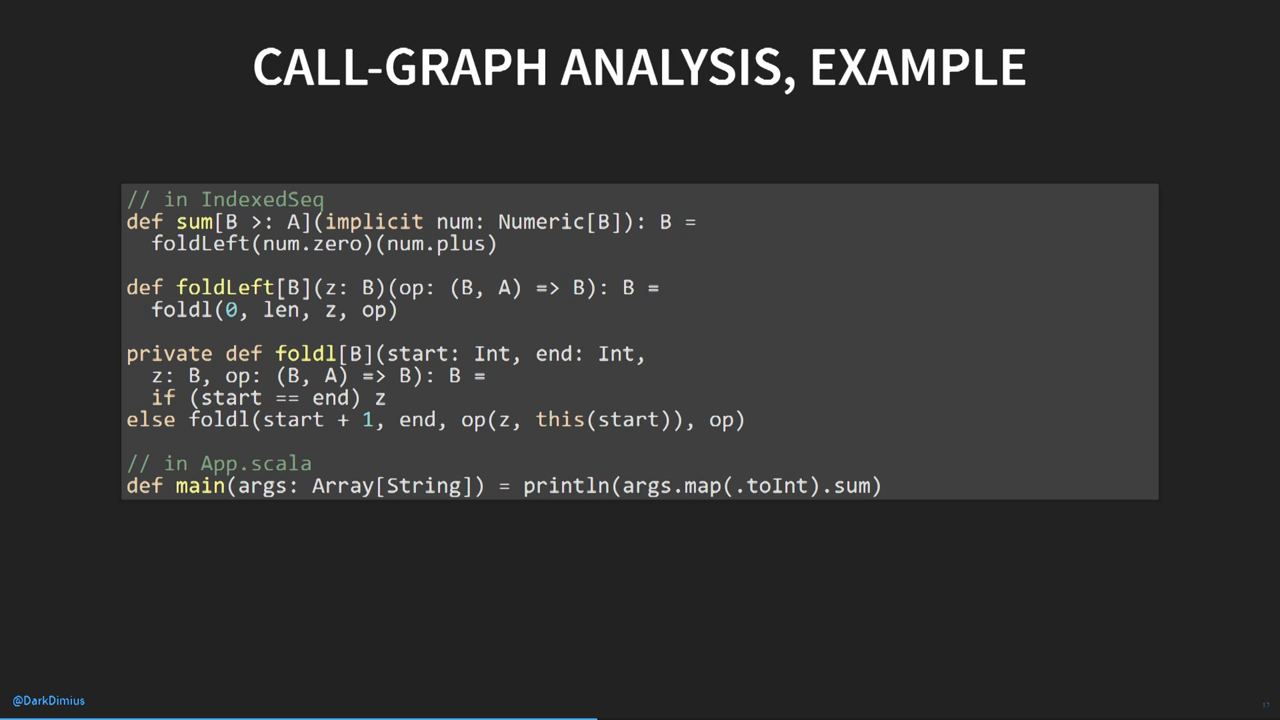 CALL-GRAPH ANALYSIS, EXAMPLE
// in IndexedSeq
def sum[B >: A](implicit num: Numeric[B]): B =
  foldLeft(num.zero)(num.plus)
def foldLeft[B](z: B)(op: (B, A) => B): B =
  foldl(0, len, z, op)
private def foldl[B](start: Int, end: Int,
  z: B, op: (B, A) => B): B =
  if (start == end) z
else foldl(start + 1, end, op(z, this(start)), op)
// in App.scala
def main(args: Array[String]) = println(args.map(.toInt).sum)
@DarkDimius
17